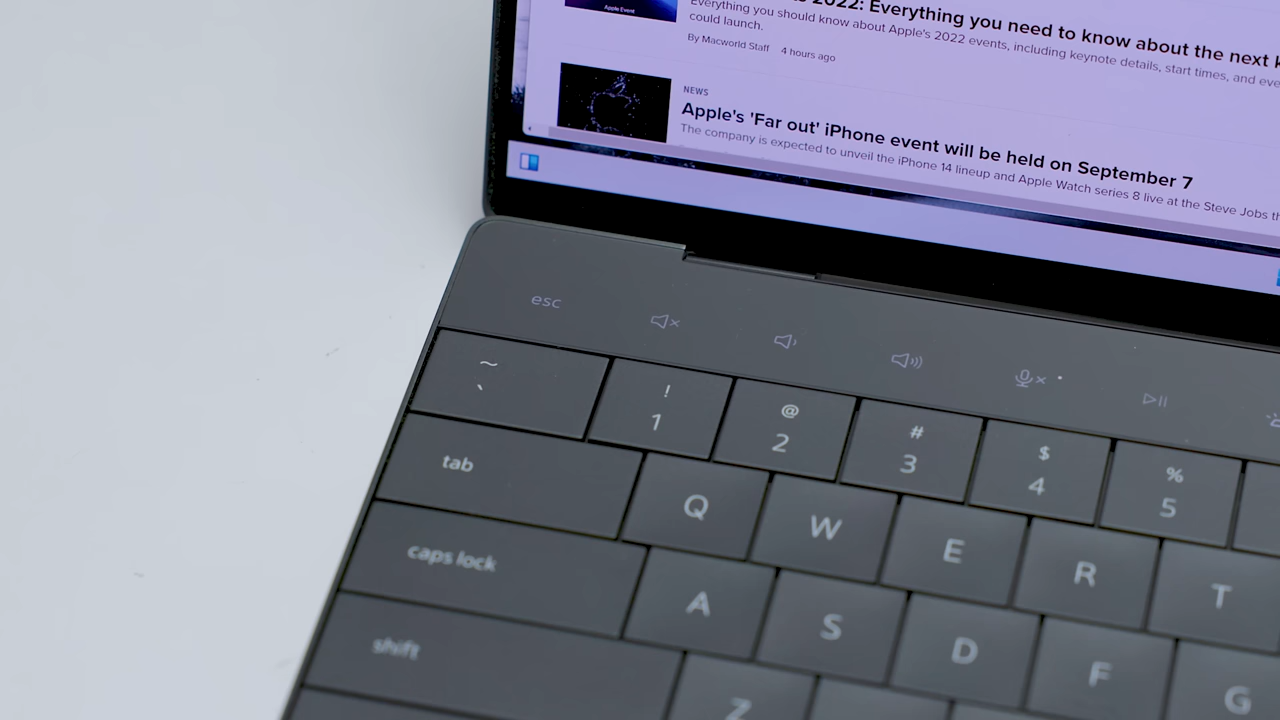 Apple Event
2022: Everything you need to know about the next
Everything you should know about Apple's 2022 events, including keynote details, start times, and
could launch.
By Macworld Staff 4 hours ago
NEWS
Apple's 'Far out' iPhone event will be held on September 7
The company is expected to unveil the iPhone 14 lineup and Apple Watch series 8 live at the Steve Jobs
esc
~
`
! @ # $ %
1 2 3 4 5
tab Q W E R T
caps lock A S D F G
shift Z